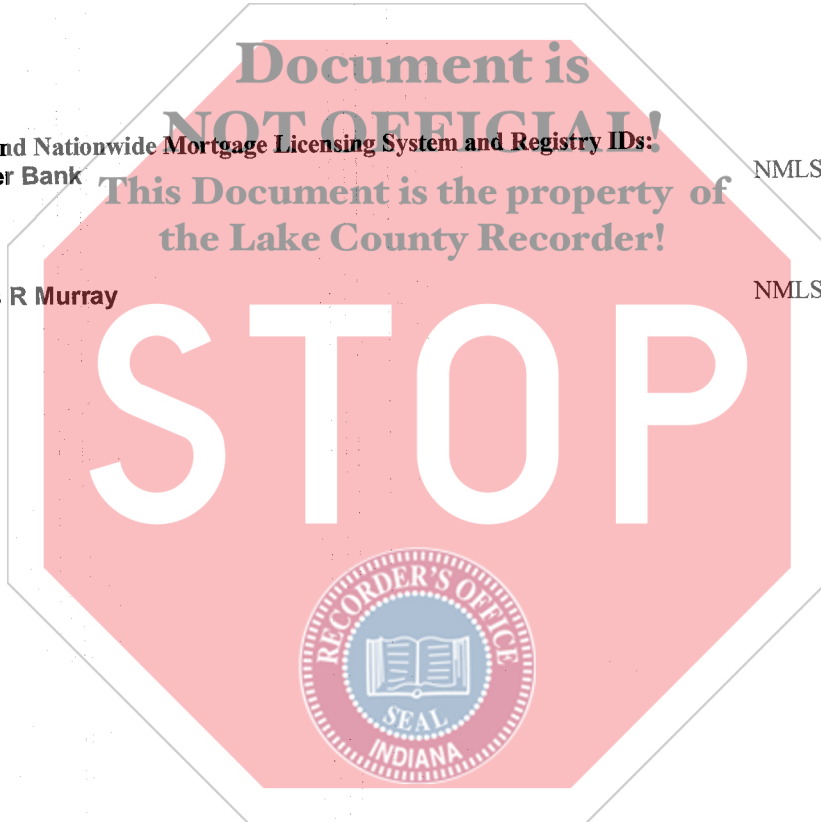 Document is
NOT OFFICIAL!
nd Nationwide Mortgage Licensing System and Registry IDs:
er Bank
NMLS
This Document is the property of
the Lake County Recorder!
R Murray
NMLS
STOP
RECORDER'S OFFICE
SEAL
INDIANA